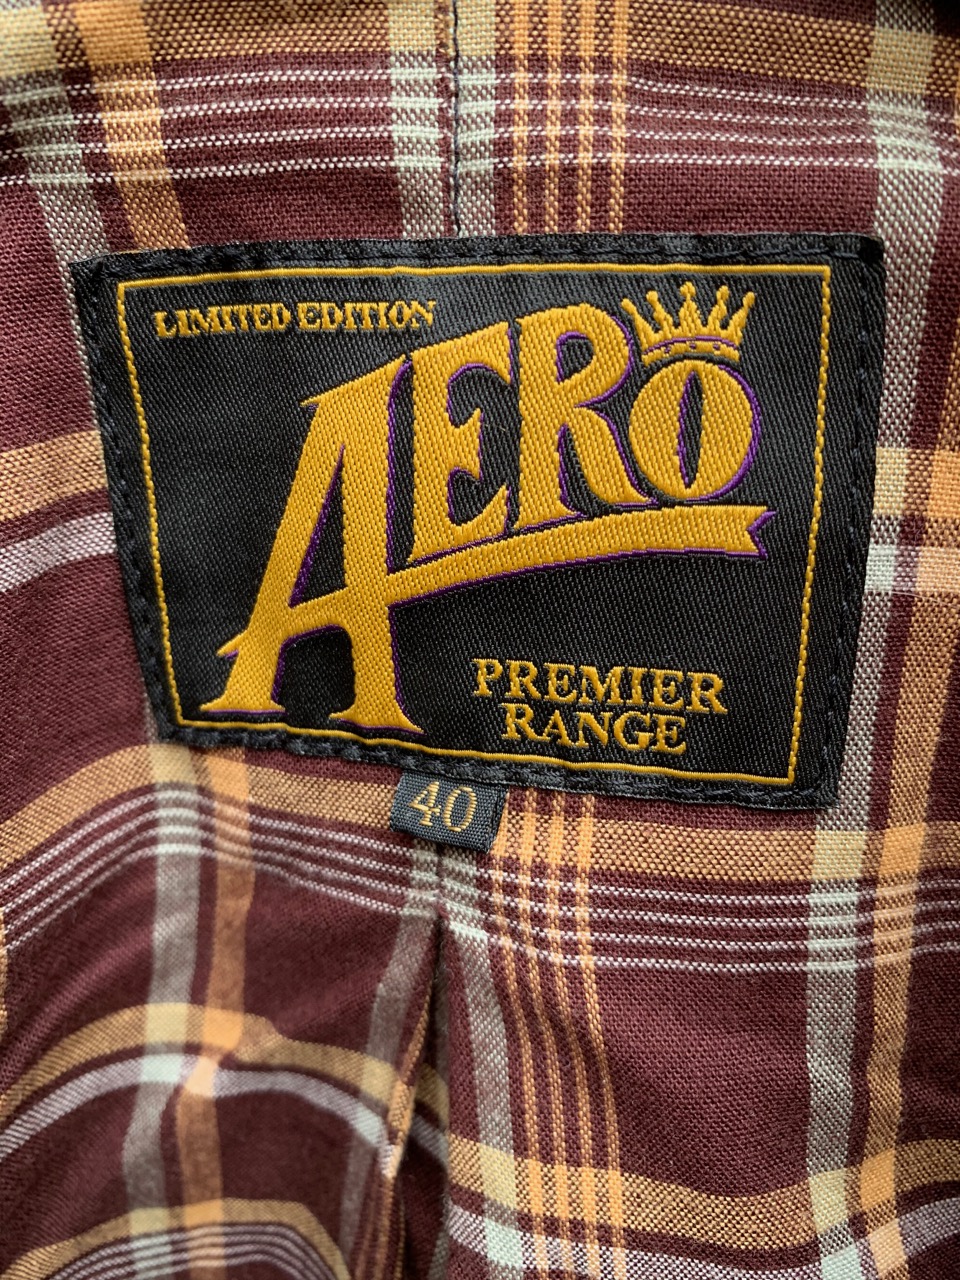 LIMITED EDITION
AERO
PREMIER
RANGE
40